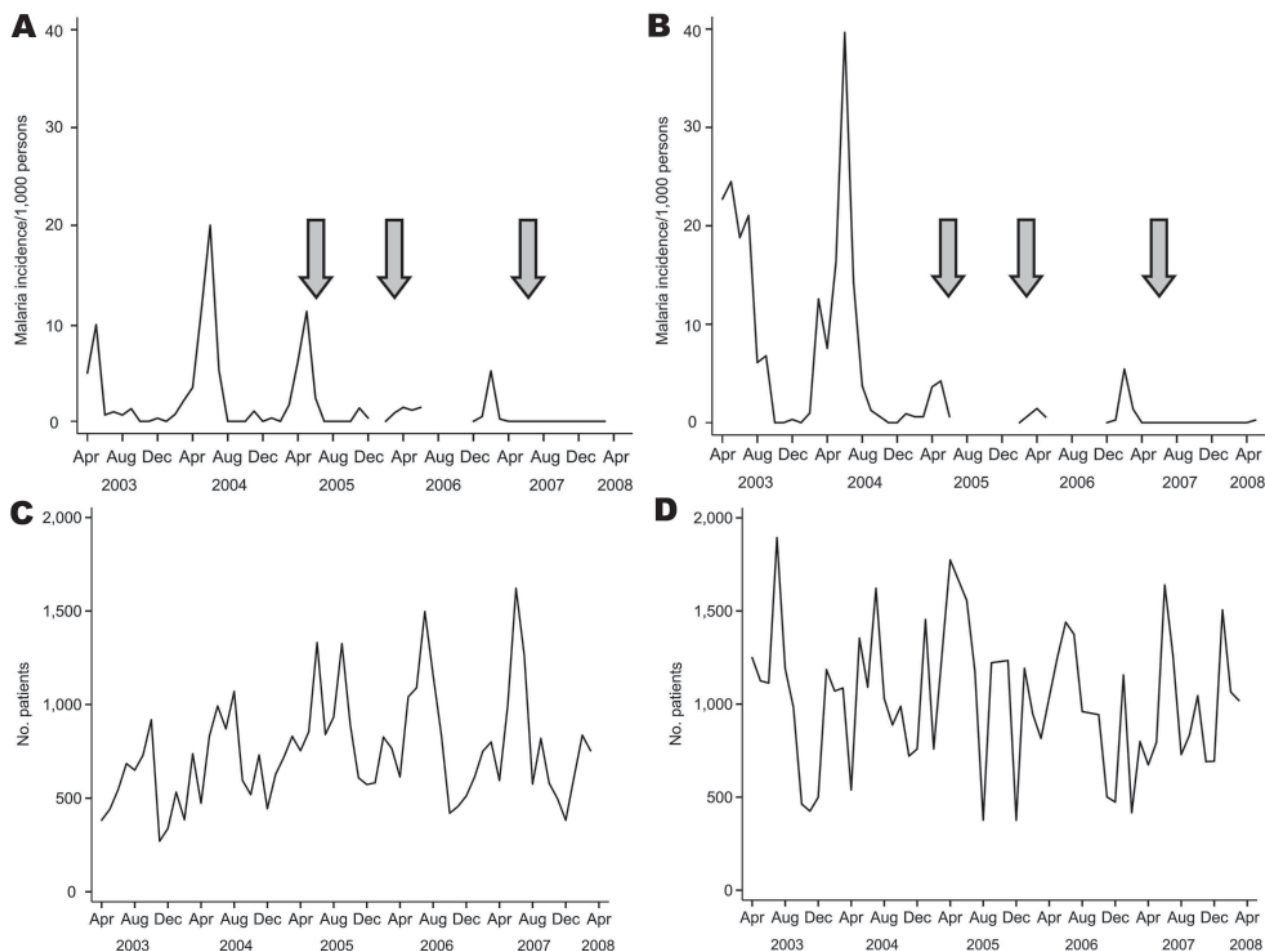 A
Malaria incidence/1,000 persons
40
30
20
10
0
Apr Aug Dec Apr Aug Dec Apr Aug Dec Apr Aug Dec Apr Aug Dec Apr
2003 2004 2005 2006 2007 2008
B
Malaria incidence/1,000 persons
40
30
20
10
0
Apr Aug Dec Apr Aug Dec Apr Aug Dec Apr Aug Dec Apr Aug Dec Apr
2003 2004 2005 2006 2007 2008
C
No. patients
2,000
1,500
1,000
500
0
Apr Aug Dec Apr Aug Dec Apr Aug Dec Apr Aug Dec Apr Aug Dec Apr
2003 2004 2005 2006 2007 2008
D
No. patients
2,000
1,500
1,000
500
0
Apr Aug Dec Apr Aug Dec Apr Aug Dec Apr Aug Dec Apr Aug Dec Apr
2003 2004 2005 2006 2007 2008